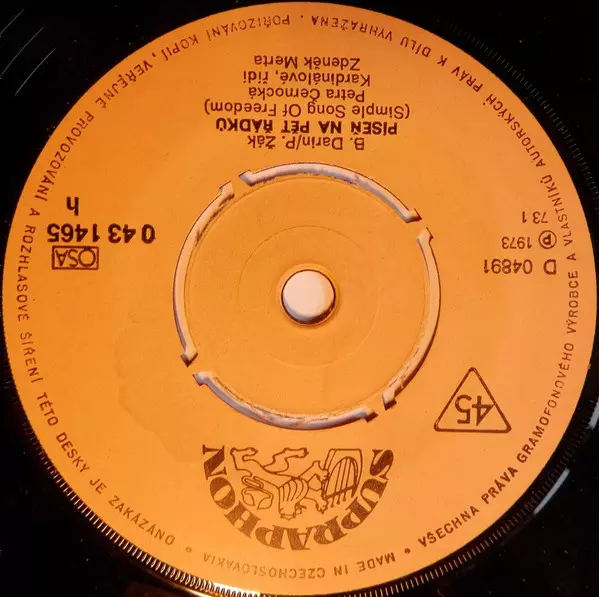 SUPRAPHON
45
D 04891
Ⓟ 1973
73 1
OSA
0 43 1465
h
B. Darin/P. Žák
PÍSEŇ NA PĚT ŘÁDKŮ
(Simple Song Of Freedom)
Petra Černocká
Kardinálové, řídí
Zdeněk Merta
MADE IN CZECHOSLOVAKIA • VŠECHNA PRÁVA GRAMOFONOVÉHO VÝROBCE A VLASTNÍKŮ AUTORSKÝCH PRÁV K DÍLU VYHRAŽENA. POŘIZOVÁNÍ KOPIÍ, VEŘEJNÉ PROVOZOVÁNÍ A ROZHLASOVÉ ŠÍŘENÍ TÉTO DESKY JE ZAKÁZÁNO •